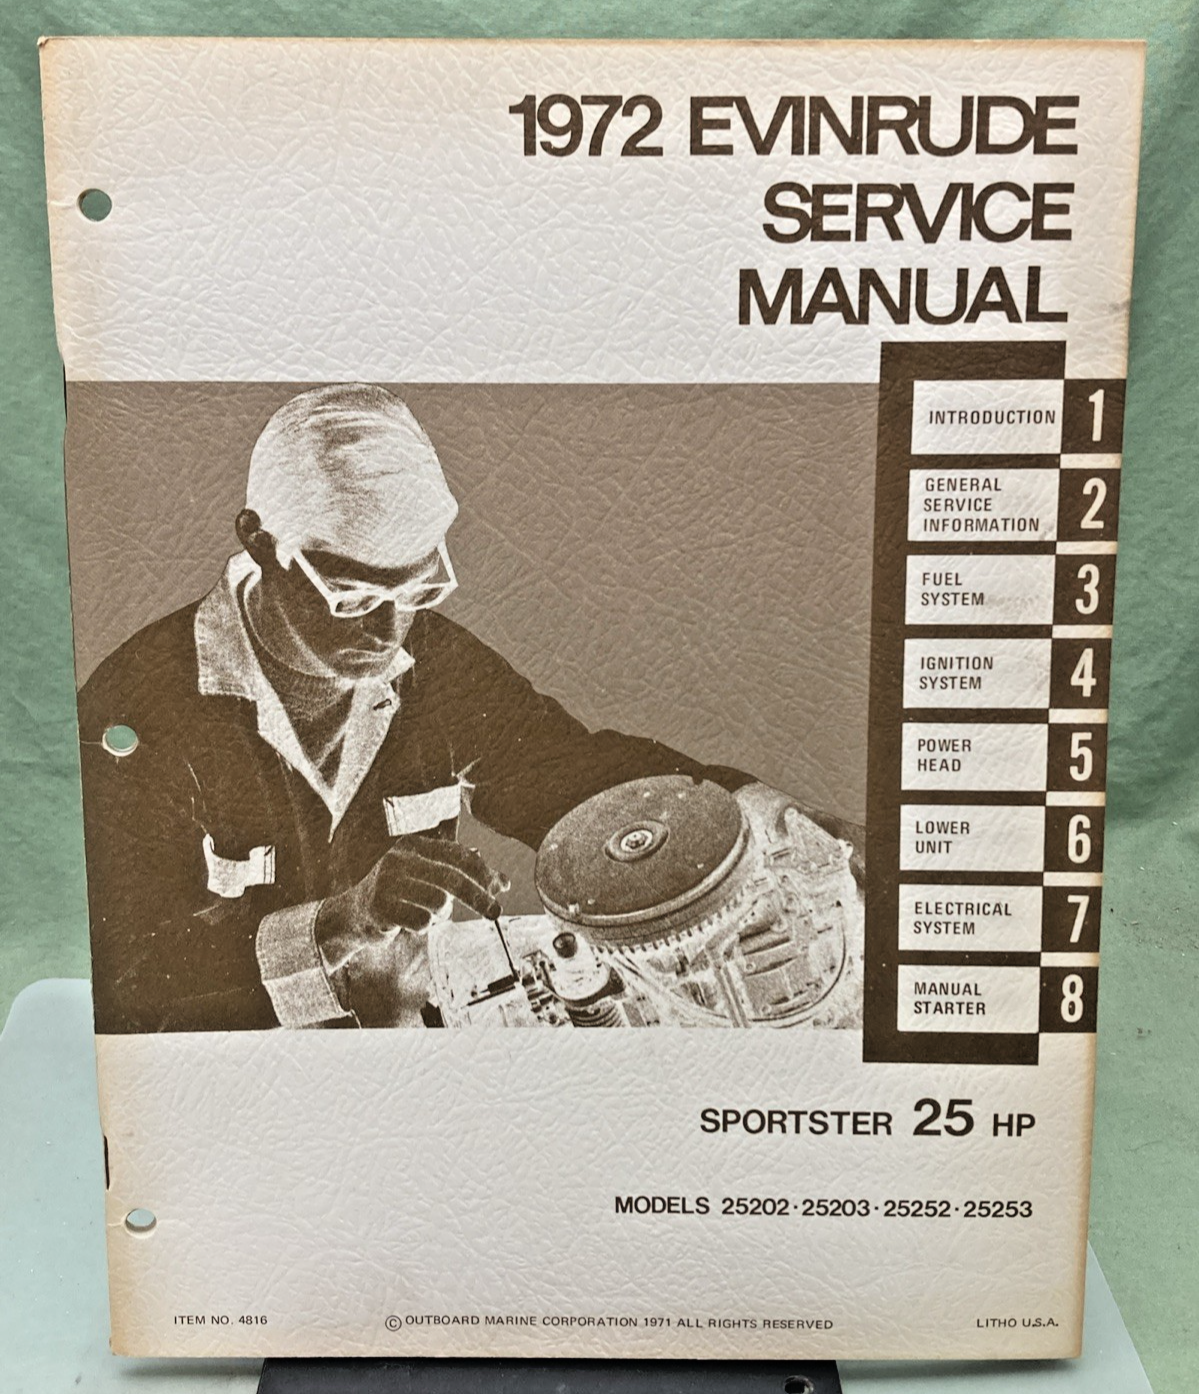 1972 EVINRUDE
SERVICE
MANUAL
INTRODUCTION 1
GENERAL
SERVICE
INFORMATION
2
FUEL
SYSTEM
3
IGNITION
SYSTEM
4
POWER
HEAD
5
LOWER
UNIT
6
ELECTRICAL
SYSTEM
7
MANUAL
STARTER
8
SPORTSTER 25 HP
MODELS 25202·25203·25252·25253
ITEM NO. 4816
© OUTBOARD MARINE CORPORATION 1971 ALL RIGHTS RESERVED
LITHO U.S.A.